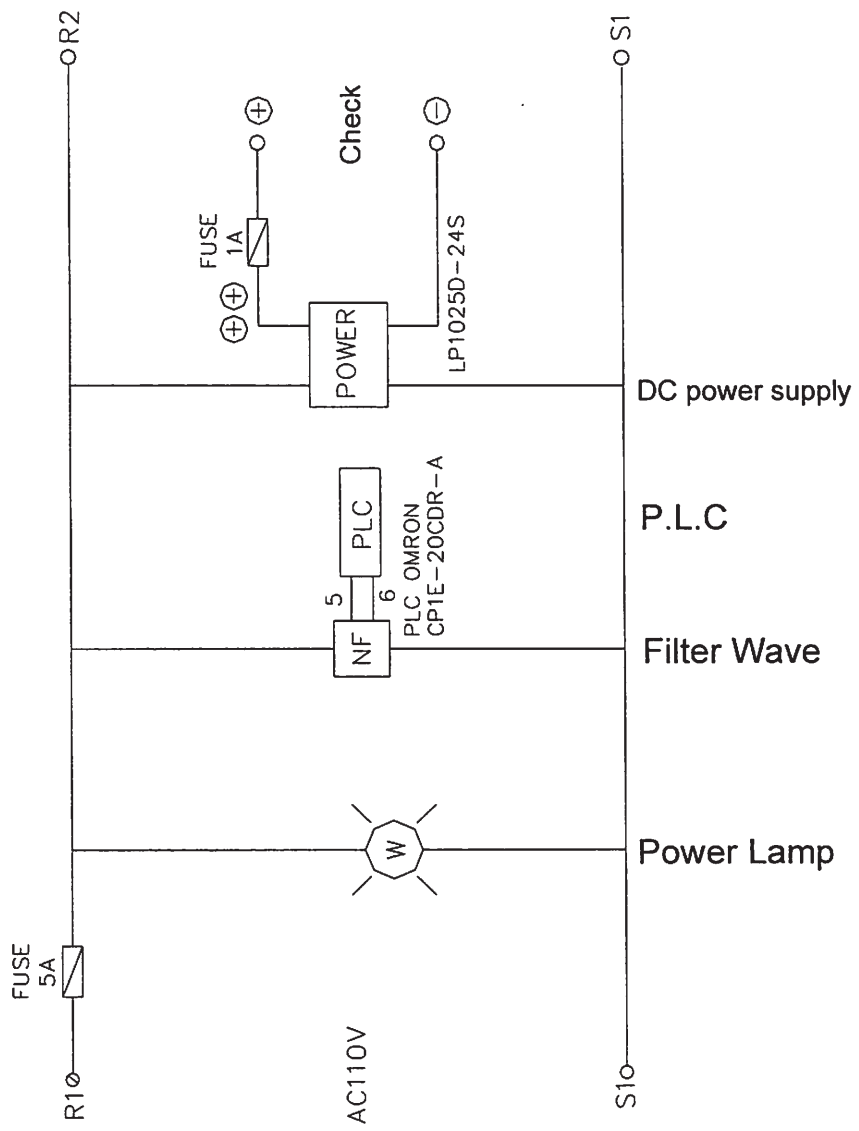 R2
S1
⊕
Check
⊖
FUSE
1A
⊕⊕
POWER
LP1025D-24S
DC power supply
PLC
5
6
NF
PLC OMRON
CP1E-20CDR-A
P.L.C
Filter Wave
W
Power Lamp
FUSE
5A
R1
AC110V
S1